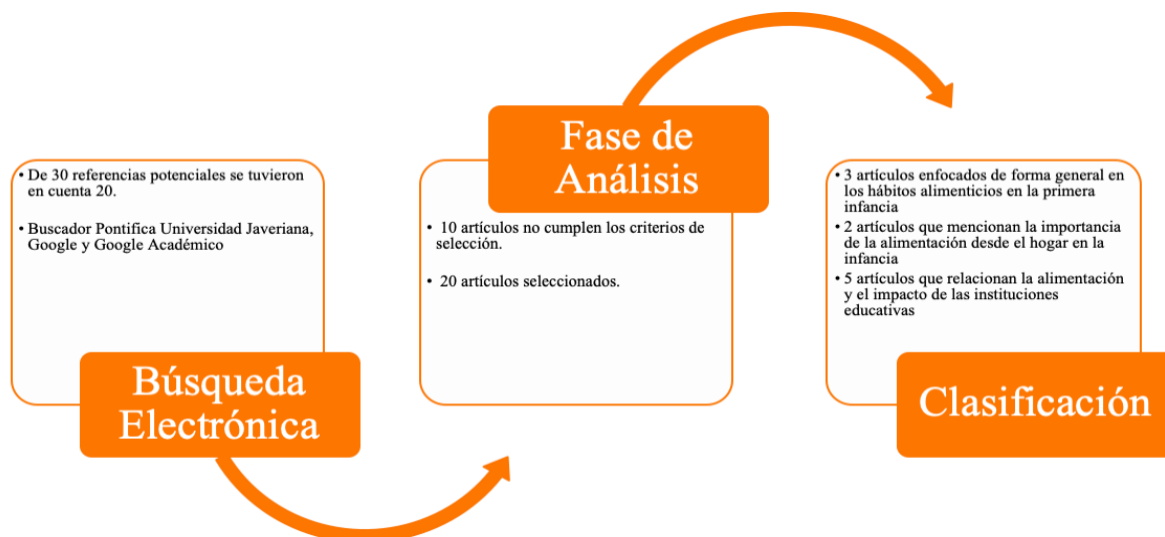 • De 30 referencias potenciales se tuvieron
en cuenta 20.
• Buscador Pontifica Universidad Javeriana,
Google y Google Académico
Búsqueda
Electrónica
Fase de
Análisis
• 10 artículos no cumplen los criterios de
selección.
• 20 artículos seleccionados.
• 3 artículos enfocados de forma general en
los hábitos alimenticios en la primera
infancia
• 2 artículos que mencionan la importancia
de la alimentación desde el hogar en la
infancia
• 5 artículos que relacionan la alimentación
y el impacto de las instituciones
educativas
Clasificación